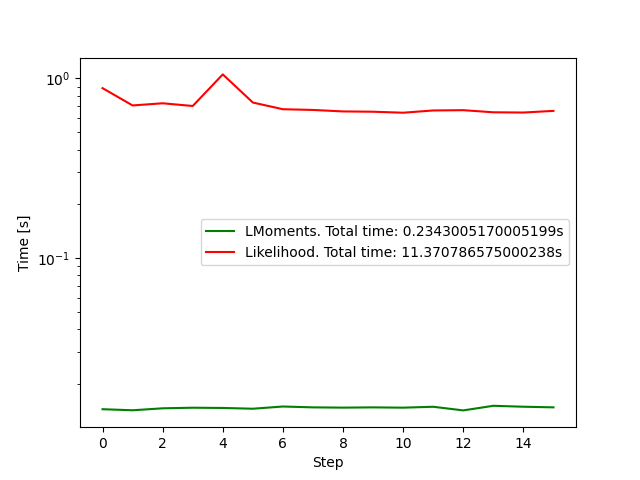 10⁰
10⁻¹
Time [s]
LMoments. Total time: 0.2343005170005199s
Likelihood. Total time: 11.370786575000238s
0 2 4 6 8 10 12 14
Step